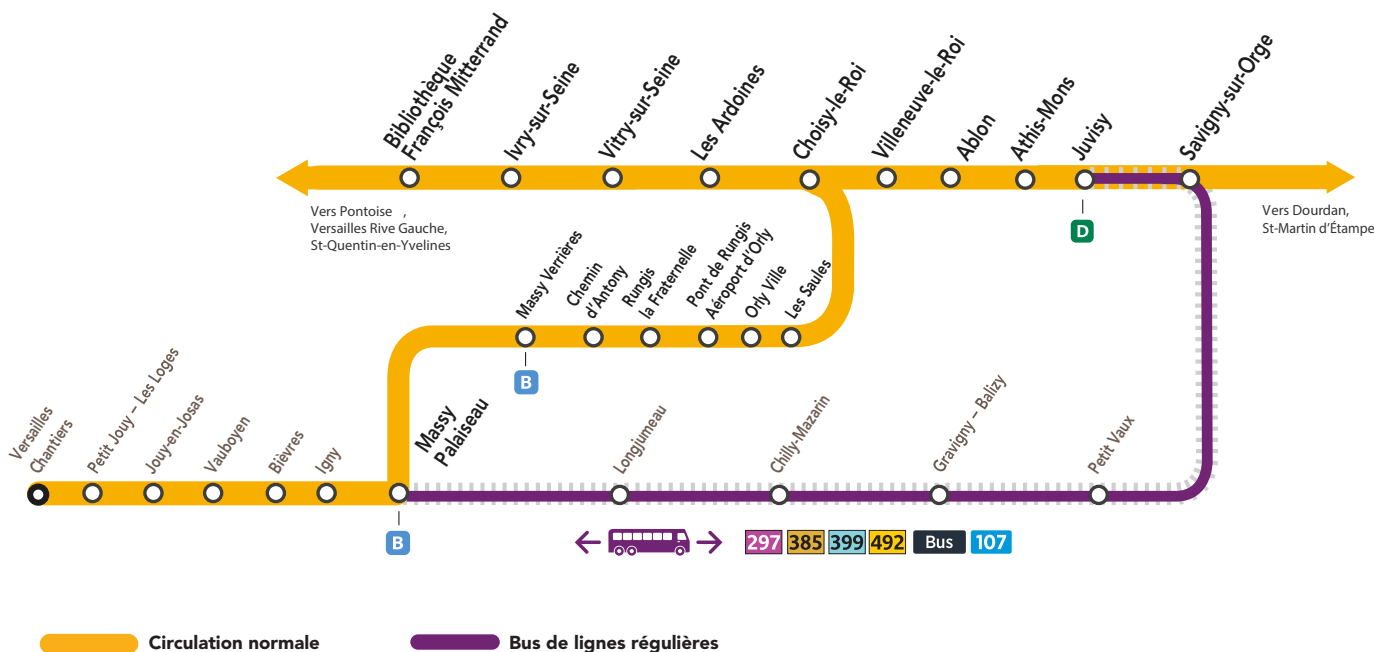 Bibliothèque
François Mitterrand
Ivry-sur-Seine
Vitry-sur-Seine
Les Ardoines
Choisy-le-Roi
Villeneuve-le-Roi
Ablon
Athis-Mons
Juvisy
Savigny-sur-Orge
Vers Pontoise ,
Versailles Rive Gauche,
St-Quentin-en-Yvelines
D
Vers Dourdan,
St-Martin d'Étampe
Massy Verrières
Chemin
d'Antony
Rungis
la Fraternelle
Pont de Rungis
Aéroport d'Orly
Orly Ville
Les Saules
B
Versailles
Chantiers
Petit Jouy – Les Loges
Jouy-en-Josas
Vauboyen
Bièvres
Igny
Massy
Palaiseau
Longjumeau
Chilly-Mazarin
Gravigny – Balizy
Petit Vaux
B
297 385 399 492 Bus 107
Circulation normale
Bus de lignes régulières